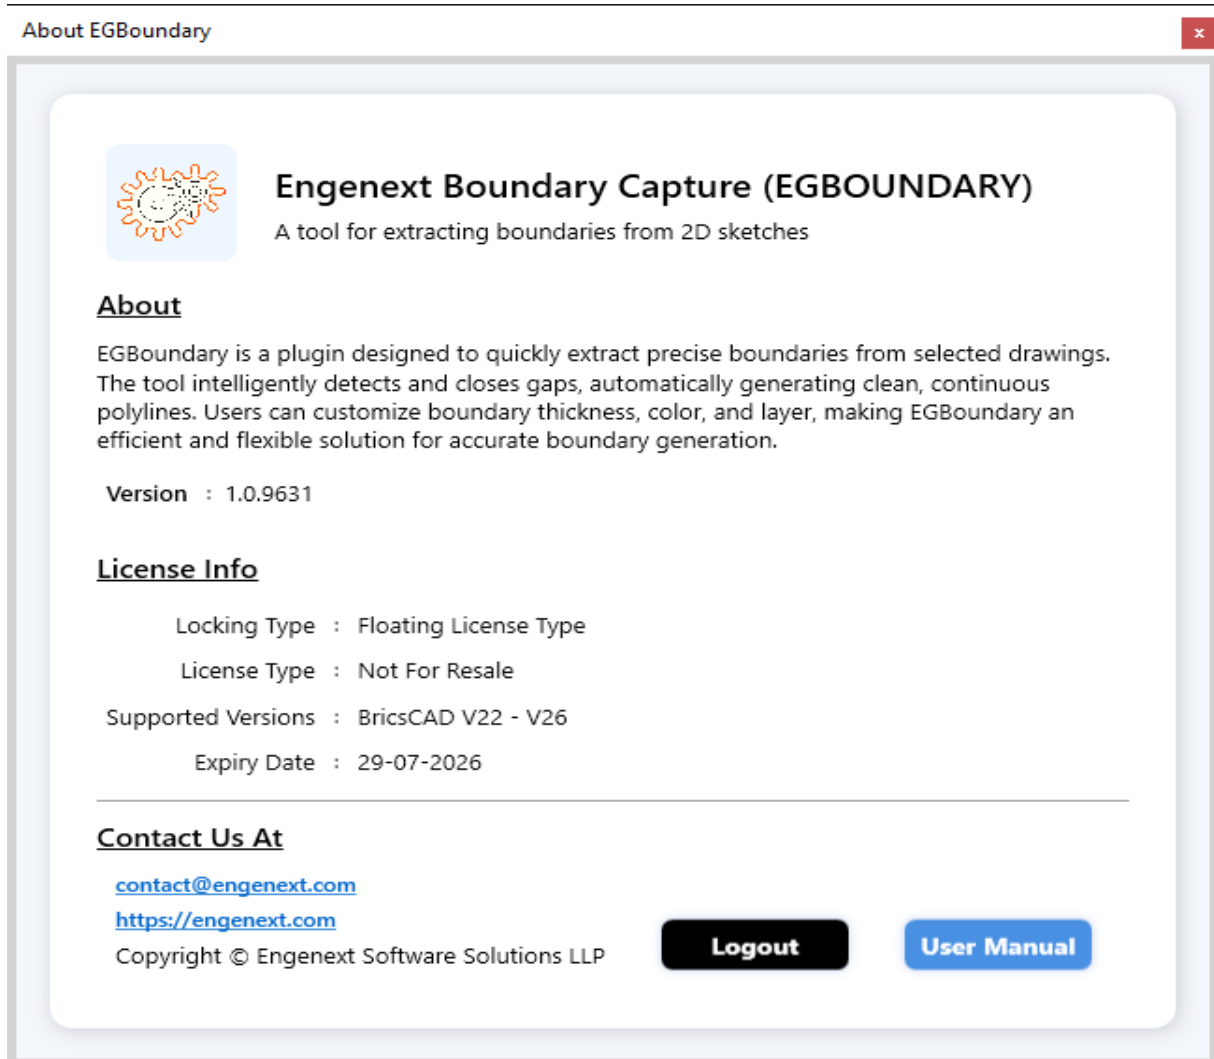 About EGBoundary
x
Engenext Boundary Capture (EGBOUNDARY)
A tool for extracting boundaries from 2D sketches
About
EGBoundary is a plugin designed to quickly extract precise boundaries from selected drawings.
The tool intelligently detects and closes gaps, automatically generating clean, continuous
polylines. Users can customize boundary thickness, color, and layer, making EGBoundary an
efficient and flexible solution for accurate boundary generation.
Version : 1.0.9631
License Info
Locking Type : Floating License Type
License Type : Not For Resale
Supported Versions : BricsCAD V22 - V26
Expiry Date : 29-07-2026
Contact Us At
contact@engenext.com
https://engenext.com
Copyright © Engenext Software Solutions LLP
Logout
User Manual